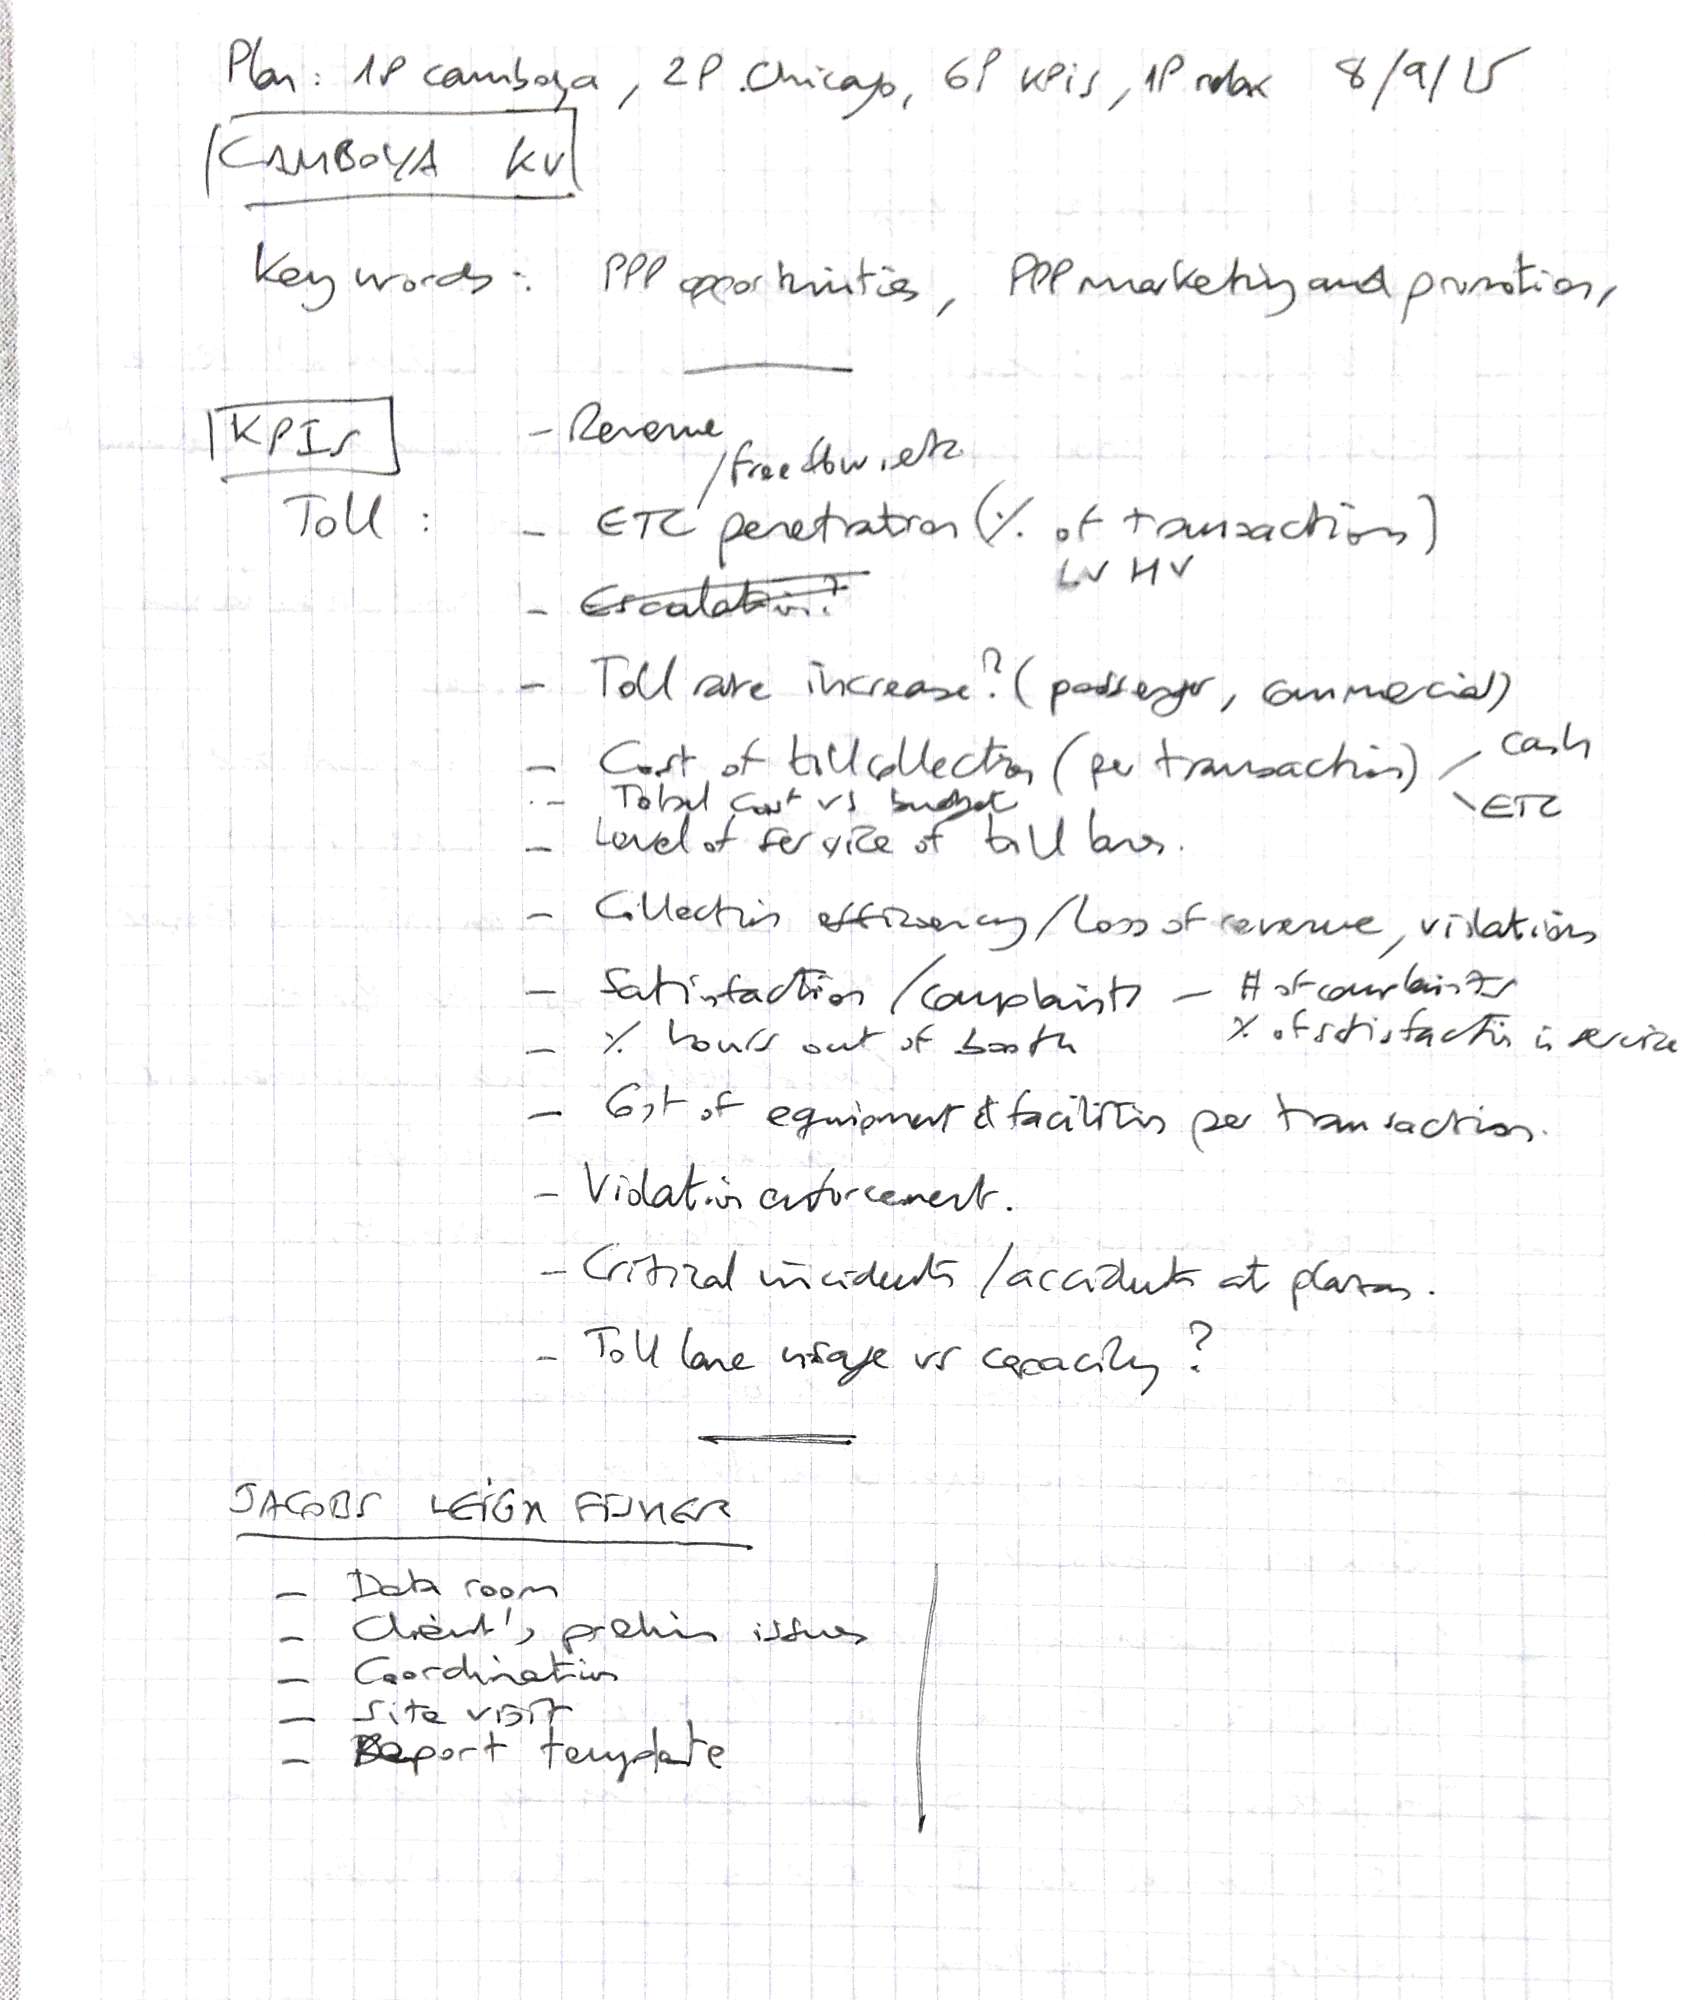 Plan: 1P camboya, 2P Chicago, 6P KPIs, 1P relax 8/9/15
CAMBOYA KV
Key words: PPP opportunities, PPP marketing and promotion,
KPIs
- Revenue
/free flow, etc
Toll: - ETC penetration (% of transactions)
LV HV
- Escalation?
- Toll rate increase? (passenger, commercial)
- Cost of toll collection (per transaction) / cash
\ ETC
- Total cost vs budget
- Level of service of toll lanes.
- Collection efficiency / Loss of revenue, violations
- Satisfaction / complaints - # of complaints
% of satisfaction in service
- % hours out of booth
- Cost of equipment & facilities per transaction.
- Violation enforcement.
- Critical incidents / accidents at plazas.
- Toll lane usage vs capacity?
JACOBS LEIGH FISHER
- Data room
- Client's prelim issues
- Coordination
- Site visit
- Report template